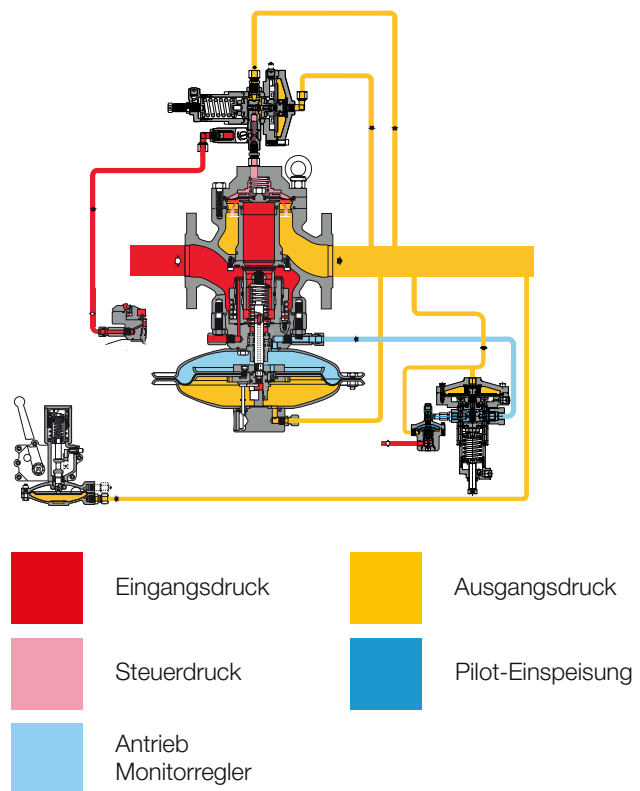 Eingangsdruck
Ausgangsdruck
Steuerdruck
Pilot-Einspeisung
Antrieb
Monitorregler